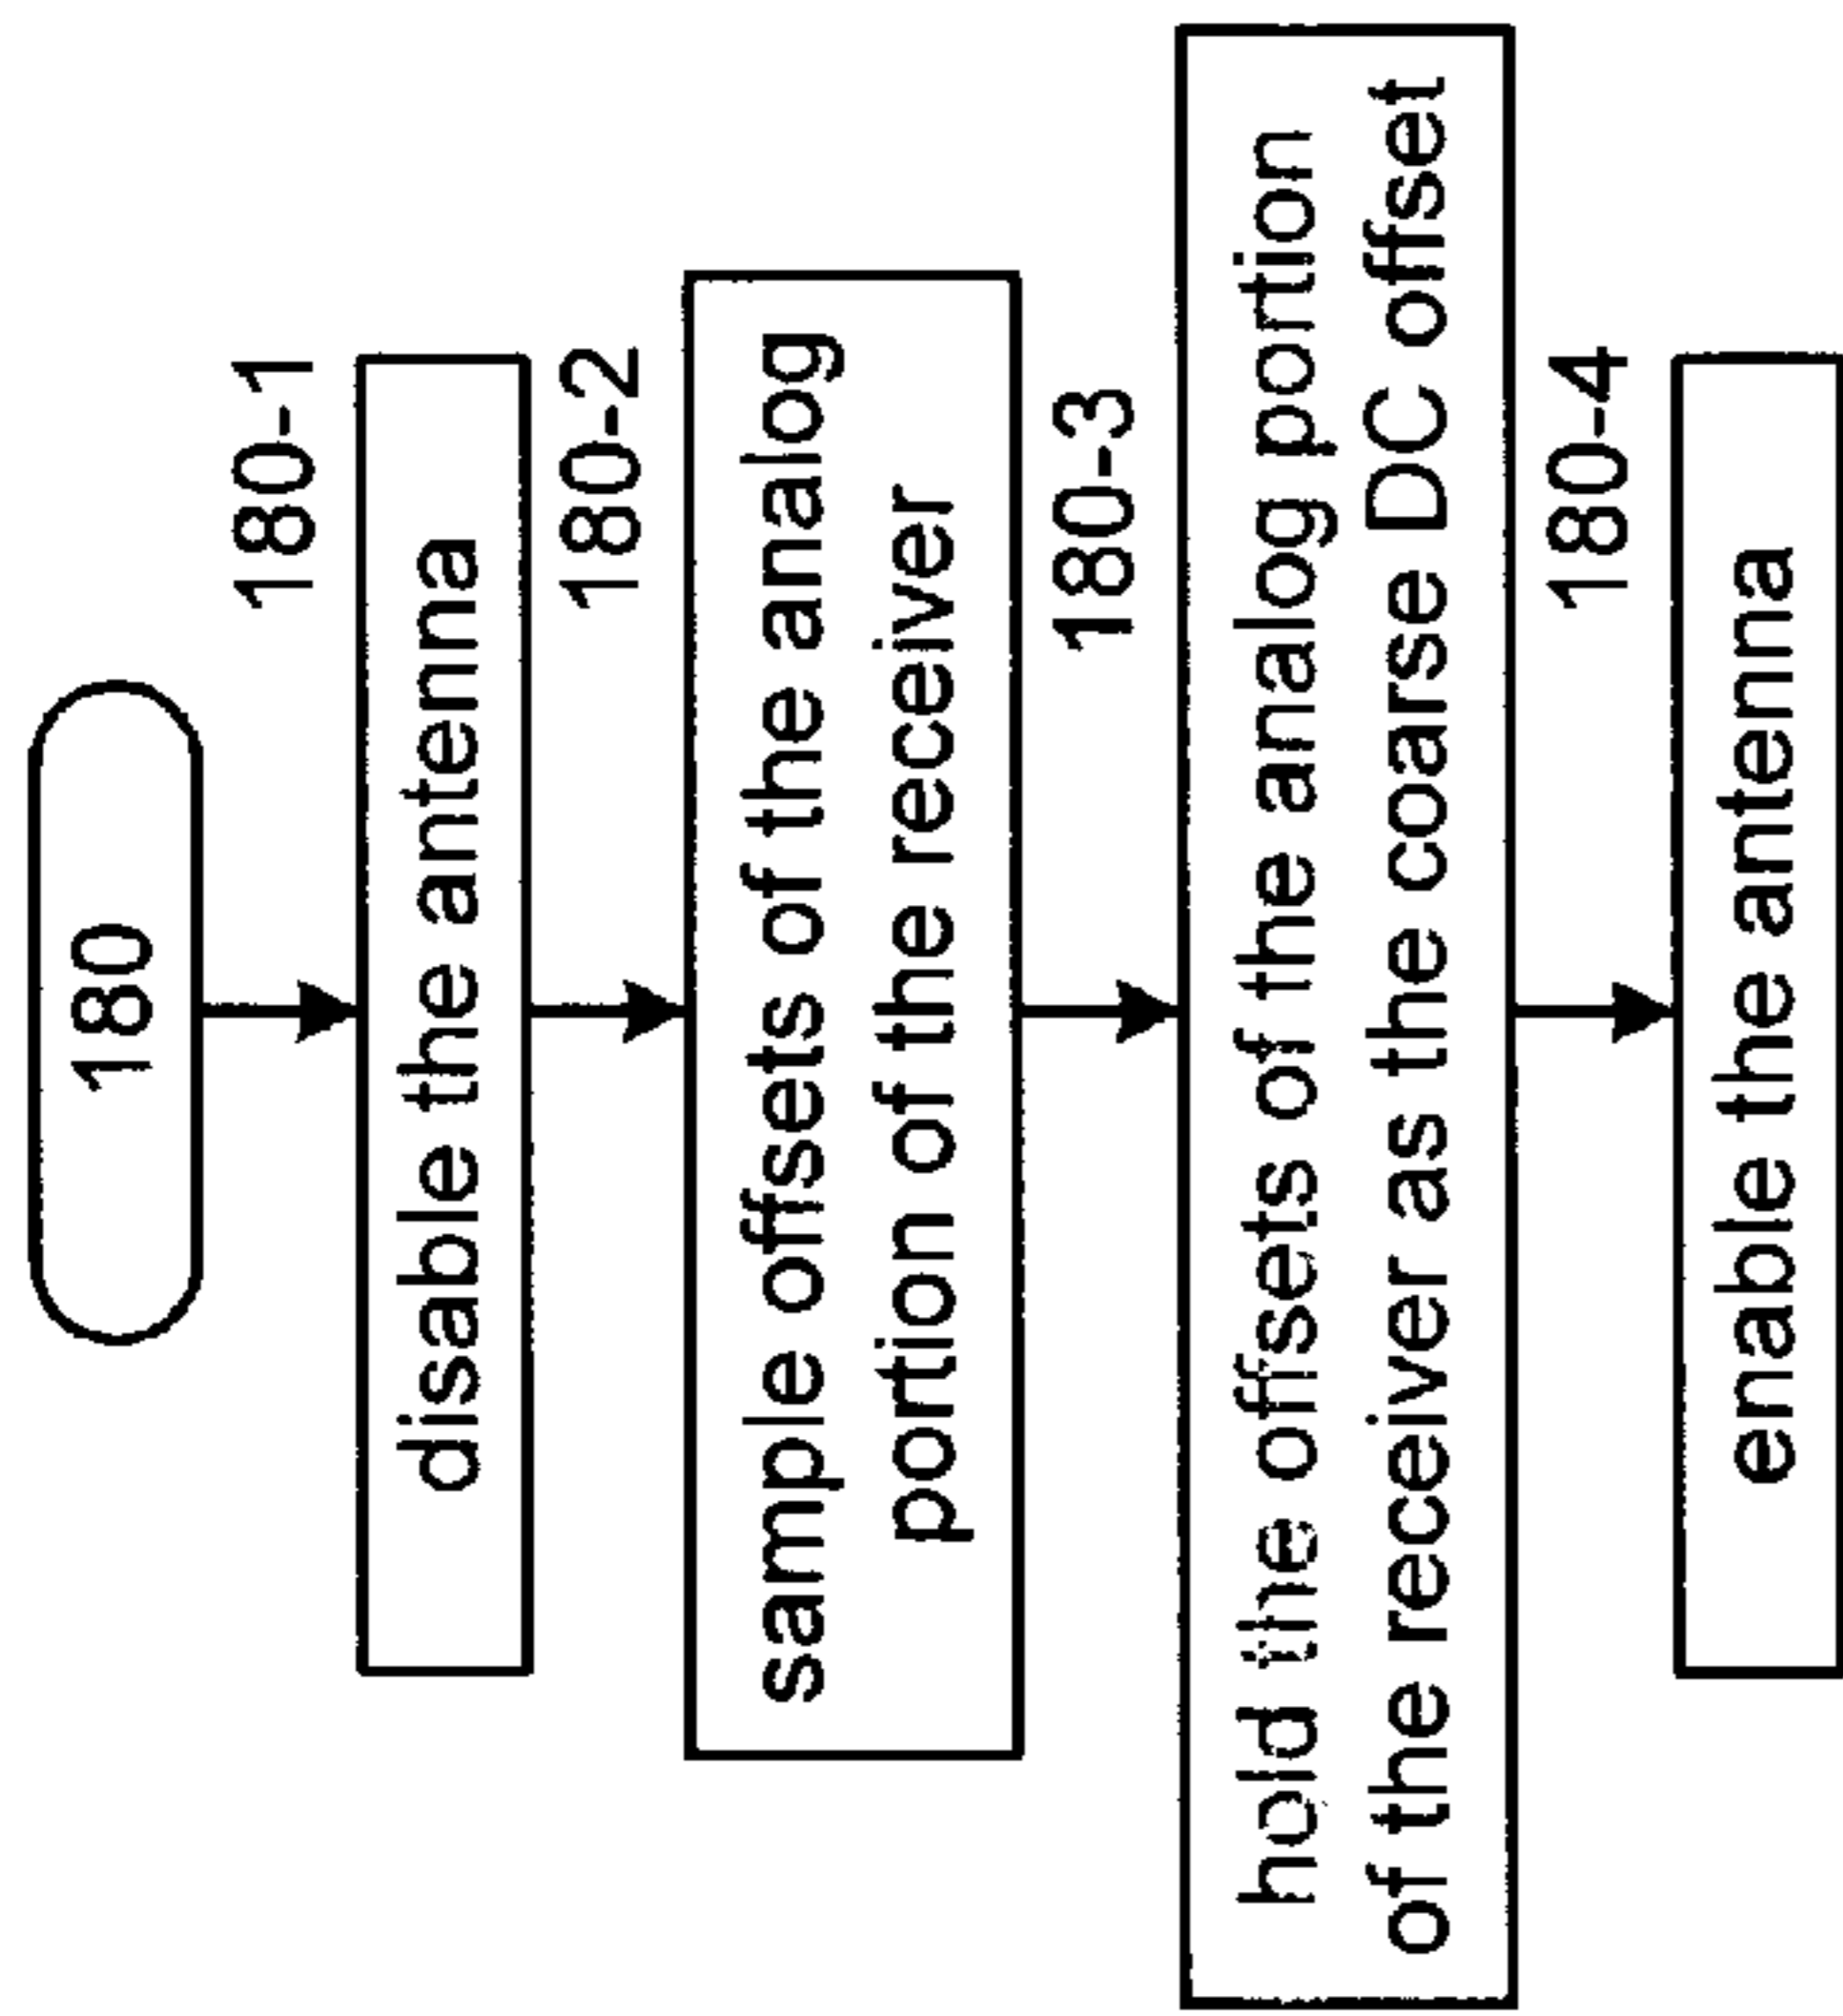 180
180-1
disable the antenna
180-2
sample offsets of the analog
portion of the receiver
180-3
hold the offsets of the analog portion
of the receiver as the coarse DC offset
180-4
enable the antenna